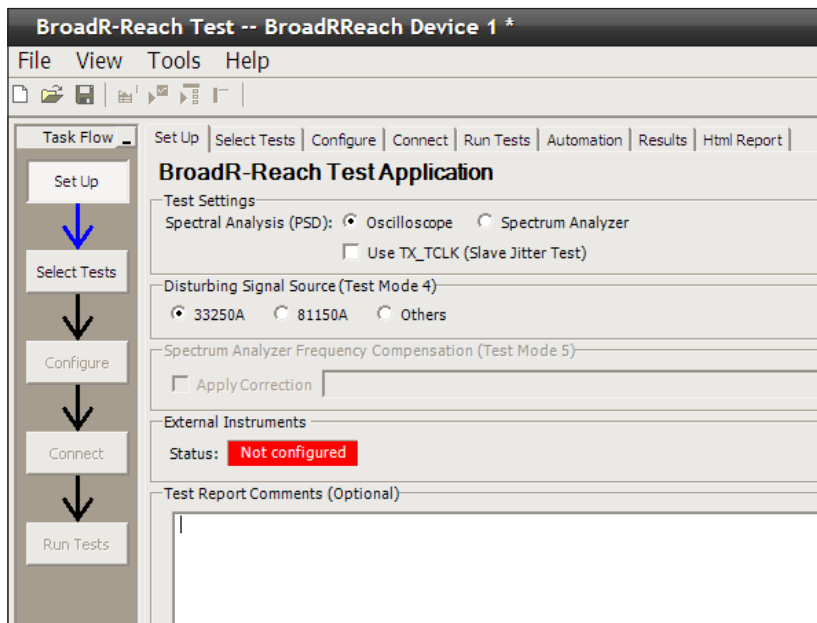 BroadR-Reach Test -- BroadRReach Device 1 *
File View Tools Help
Task Flow
Set Up
Select Tests
Configure
Connect
Run Tests
Set Up Select Tests Configure Connect Run Tests Automation Results Html Report
BroadR-Reach Test Application
Test Settings
Spectral Analysis (PSD): Oscilloscope Spectrum Analyzer
Use TX_TCLK (Slave Jitter Test)
Disturbing Signal Source (Test Mode 4)
33250A 81150A Others
Spectrum Analyzer Frequency Compensation (Test Mode 5)
Apply Correction
External Instruments
Status: Not configured
Test Report Comments (Optional)